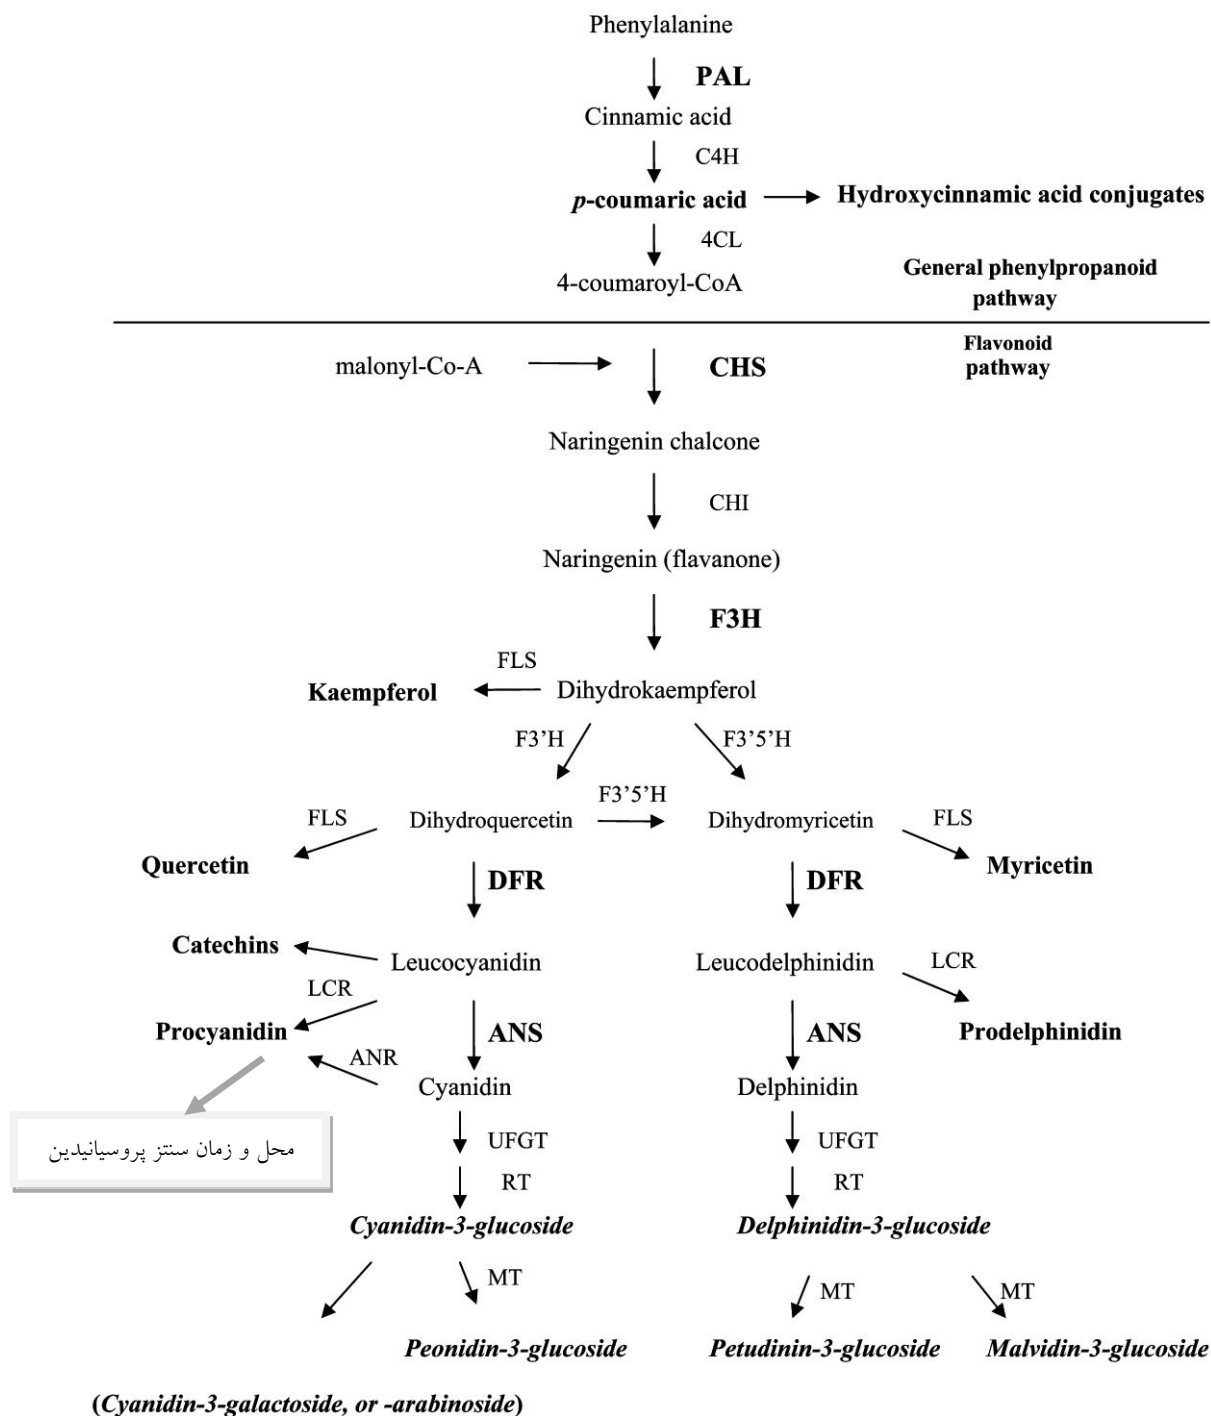 Phenylalanine
PAL
Cinnamic acid
C4H
p-coumaric acid
Hydroxycinnamic acid conjugates
4CL
4-coumaroyl-CoA
General phenylpropanoid
pathway
Flavonoid
pathway
malonyl-Co-A
CHS
Naringenin chalcone
CHI
Naringenin (flavanone)
F3H
FLS
Kaempferol
Dihydrokaempferol
F3’H
F3’5’H
F3’5’H
FLS
Dihydroquercetin
Dihydromyricetin
FLS
Quercetin
Myricetin
DFR
DFR
Catechins
Leucocyanidin
Leucodelphinidin
LCR
LCR
Procyanidin
ANS
ANS
Prodelphinidin
ANR
Cyanidin
Delphinidin
محل و زمان سنتز پروسیانیدین
UFGT
UFGT
RT
RT
Cyanidin-3-glucoside
Delphinidin-3-glucoside
MT
MT
MT
Peonidin-3-glucoside
Petudinin-3-glucoside
Malvidin-3-glucoside
(Cyanidin-3-galactoside, or -arabinoside)